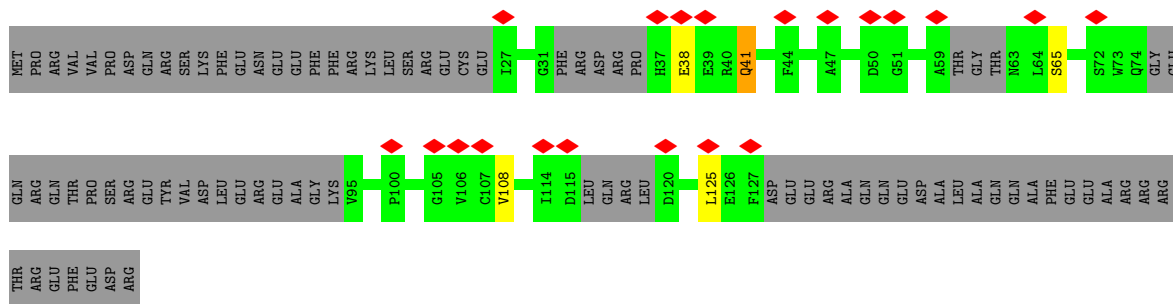 MET PRO ARG VAL VAL PRO ASP GLN ARG SER LYS PHE GLU ASN GLU GLU PHE PHE ARG LYS LEU SER ARG GLU CYS GLU I27 G31 PHE ARG ASP ARG PRO H37 E38 E39 R40 Q41 F44 A47 D50 G51 A59 THR GLY THR N63 L64 S65 S72 W73 Q74 GLY GLU
GLN ARG GLN THR PRO SER ARG GLU TYR VAL ASP LEU GLU ARG GLU ALA GLY LYS V95 P100 G105 V106 C107 V108 I114 D115 LEU GLN ARG LEU D120 L125 E126 F127 ASP GLU GLU ARG ALA GLN GLN GLU ASP ALA LEU ALA GLN GLN ALA PHE GLU GLU ALA ARG ARG ARG
THR ARG GLU PHE GLU ASP ARG